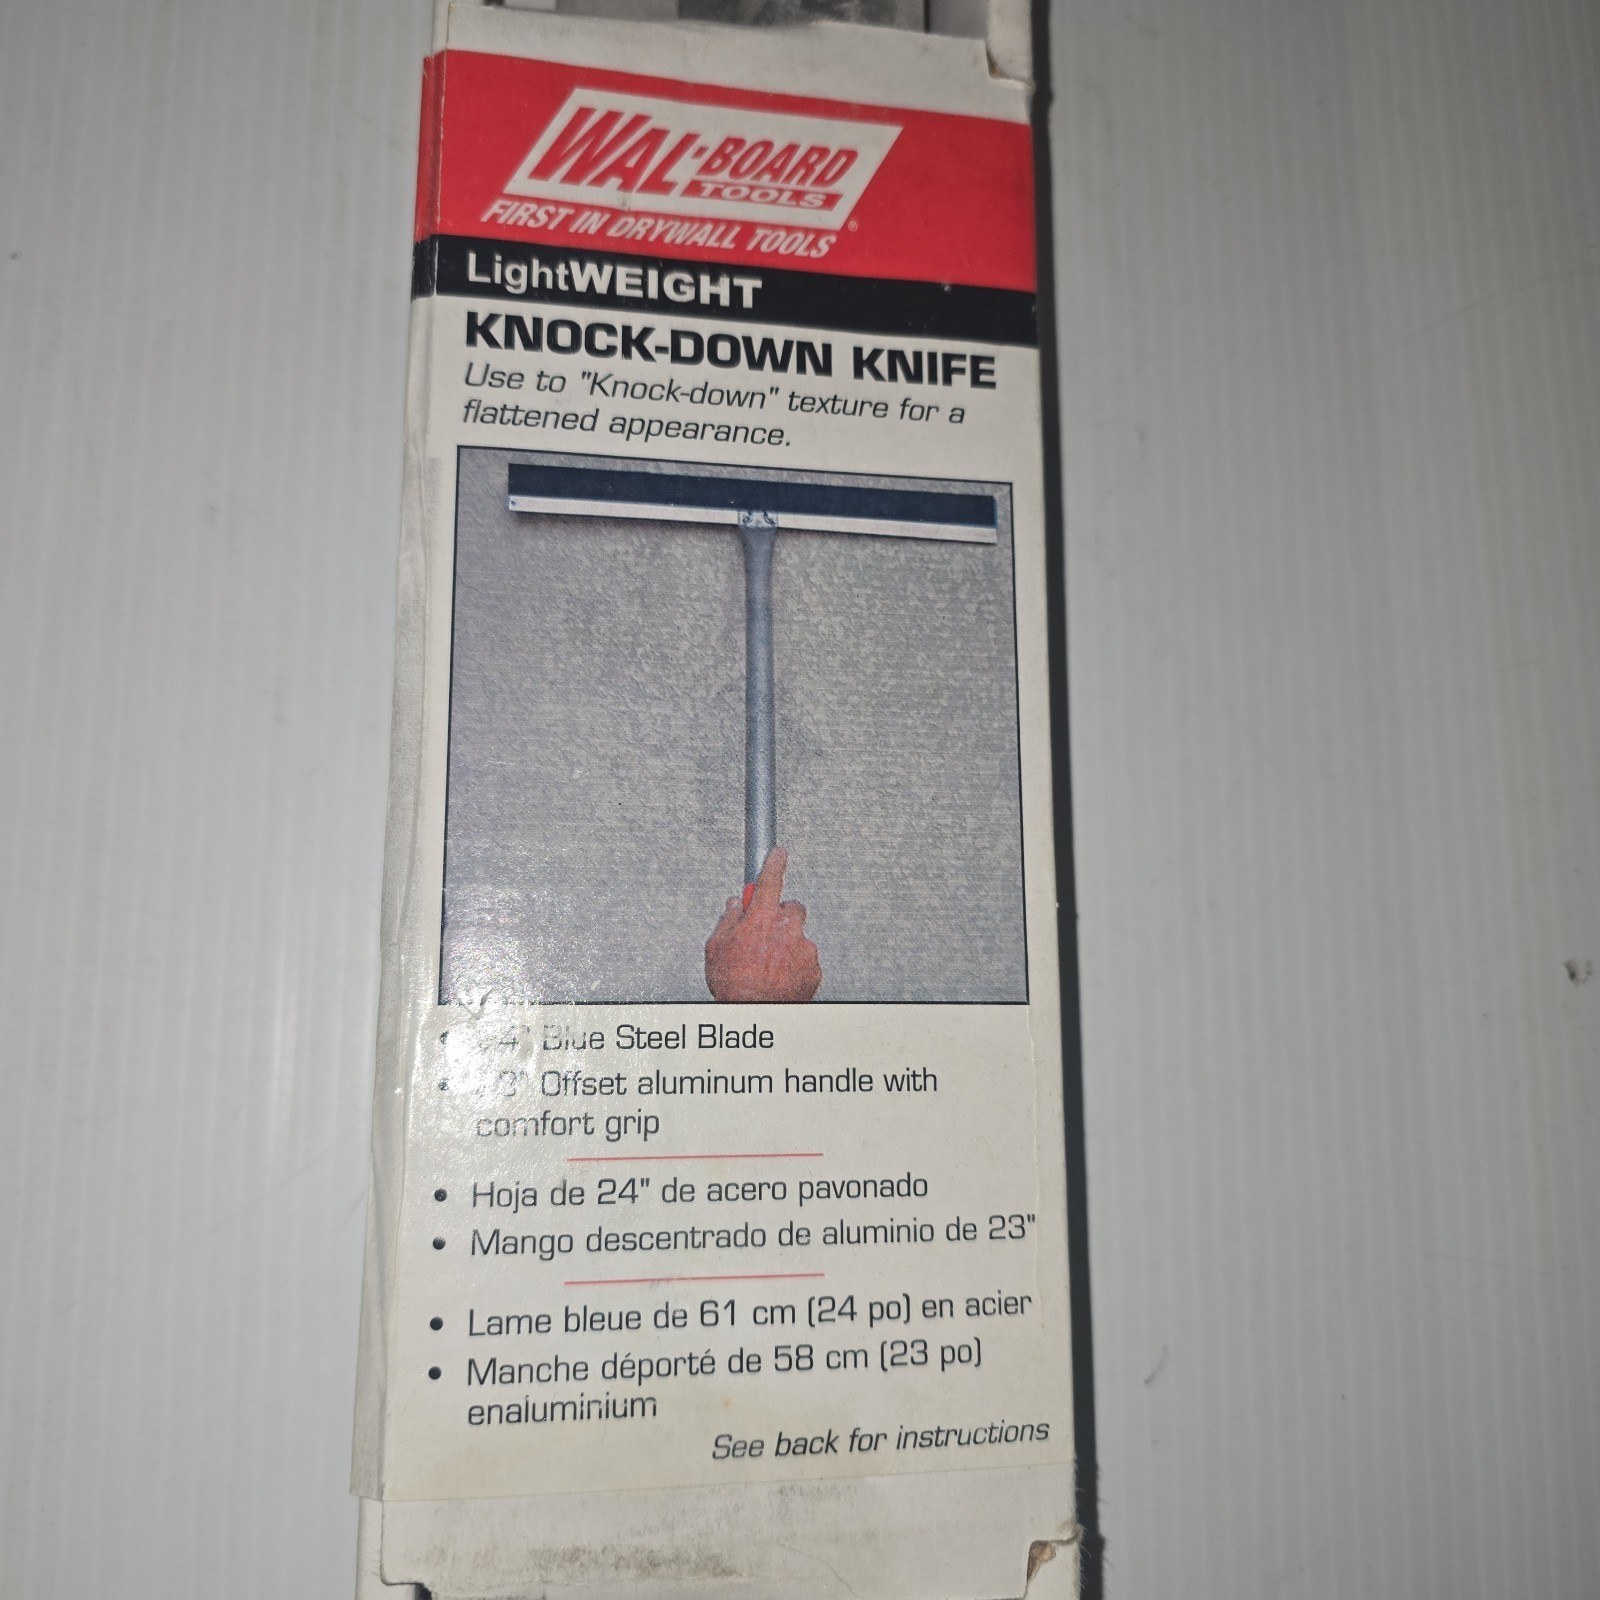 WAL·BOARD
TOOLS
®
FIRST IN DRYWALL TOOLS
LightWEIGHT
KNOCK-DOWN KNIFE
Use to "Knock-down" texture for a
flattened appearance.
• 24" Blue Steel Blade
• 23" Offset aluminum handle with
comfort grip
• Hoja de 24" de acero pavonado
• Mango descentrado de aluminio de 23"
• Lame bleue de 61 cm (24 po) en acier
• Manche déporté de 58 cm (23 po)
enaluminium
See back for instructions